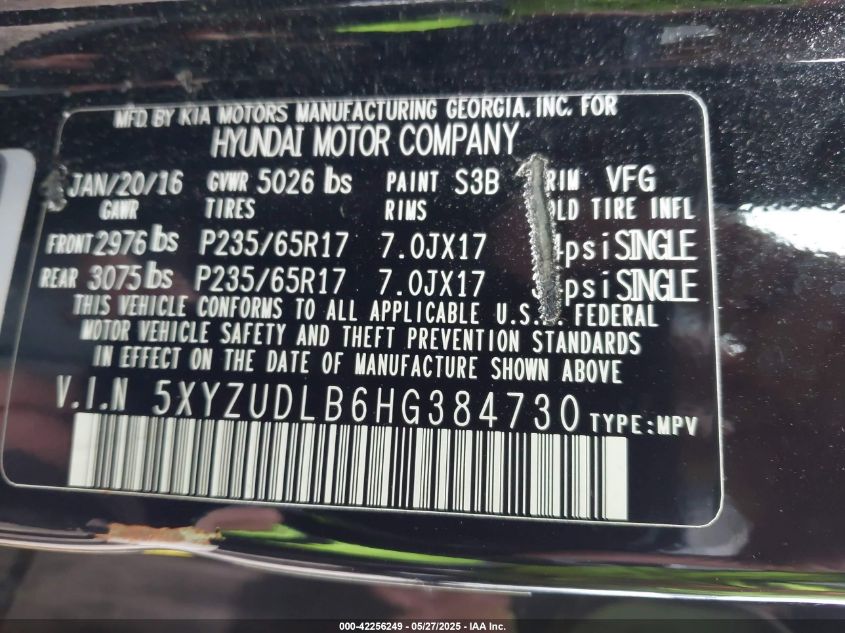 MFD. BY KIA MOTORS MANUFACTURING GEORGIA, INC. FOR
HYUNDAI MOTOR COMPANY
JAN/20/16 GVWR 5026 lbs PAINT S3B VFG
GAWR TIRES RIMS TIRE INFL
FRONT 2976 lbs P235/65R17 7.0JX17 psi SINGLE
REAR 3075 lbs P235/65R17 7.0JX17 psi SINGLE
THIS VEHICLE CONFORMS TO ALL APPLICABLE U.S. FEDERAL
MOTOR VEHICLE SAFETY AND THEFT PREVENTION STANDARDS
IN EFFECT ON THE DATE OF MANUFACTURE SHOWN ABOVE
V.I.N 5XYZUDLB6HG384730 TYPE:MPV
000-42256249 — 05/27/2025 — IAA Inc.